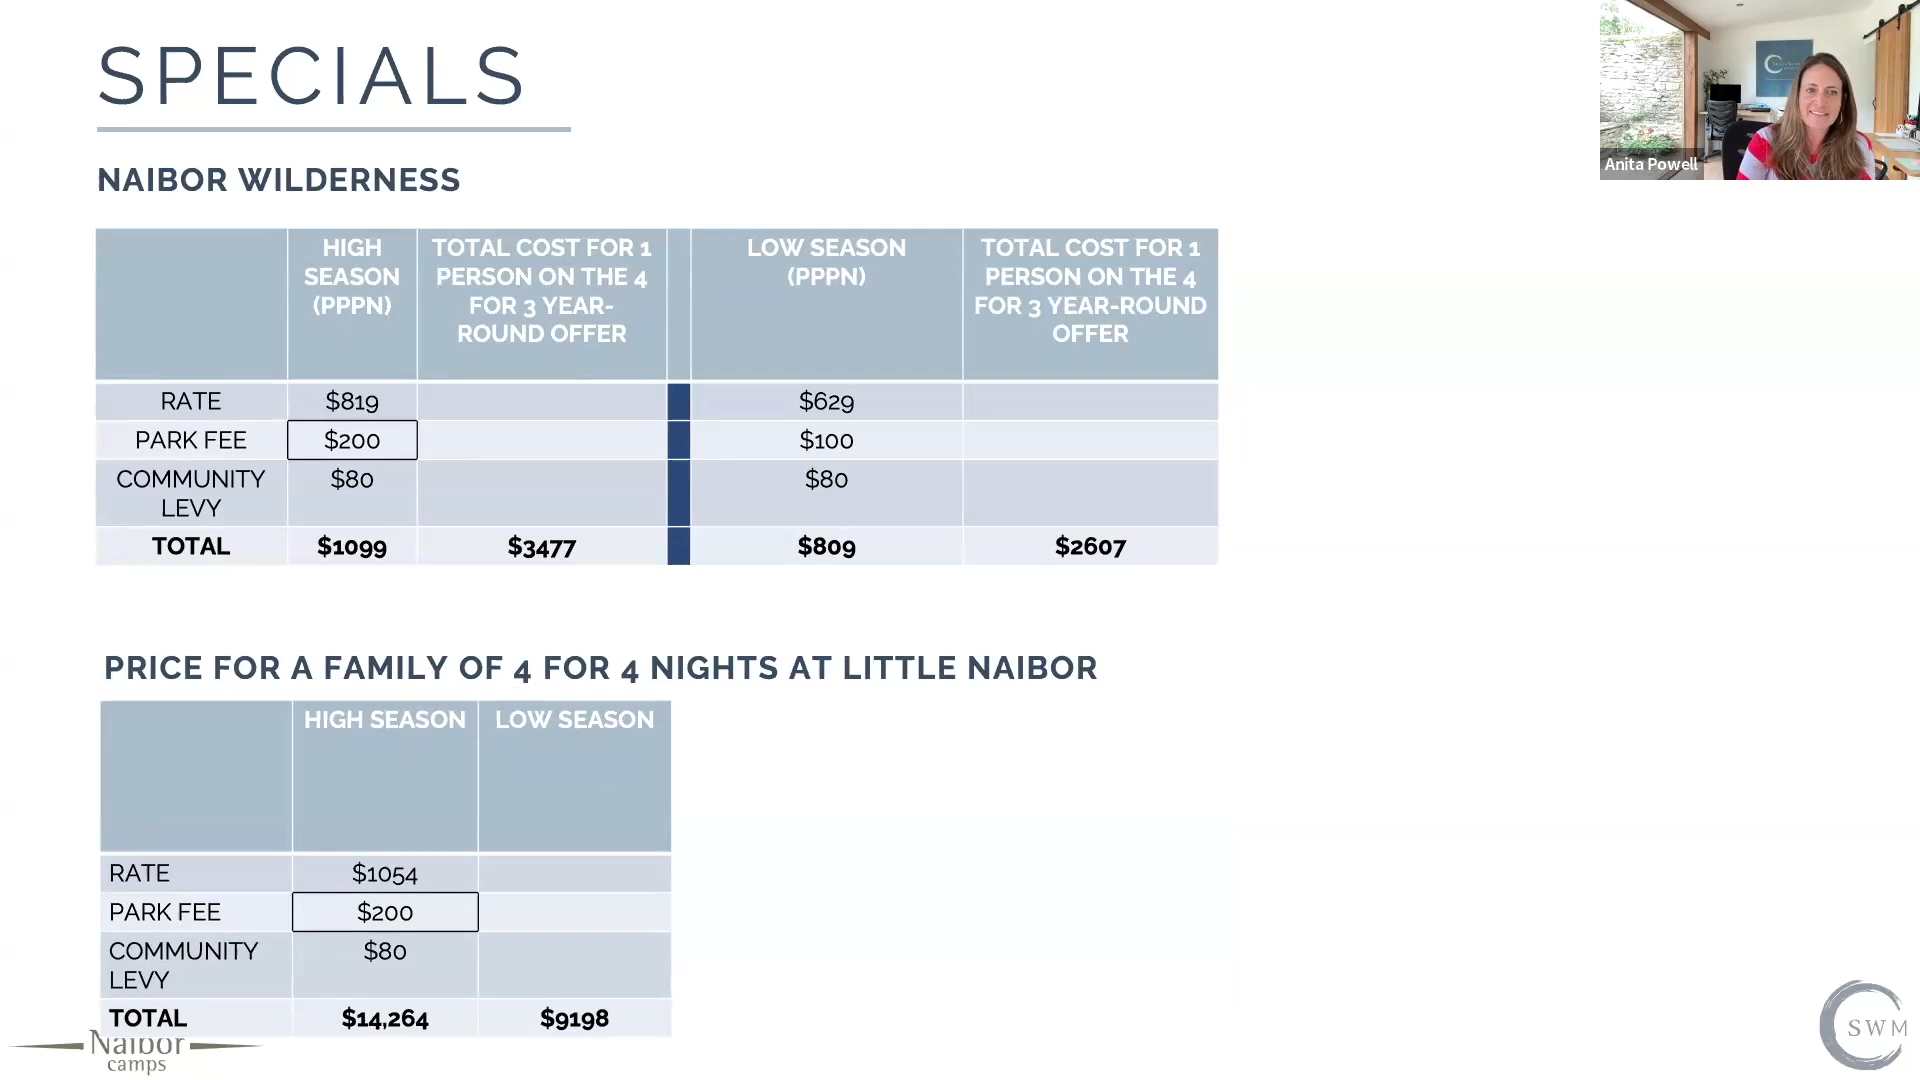 SPECIALS
Anita Powell
NAIBOR WILDERNESS
HIGH SEASON (PPPN)
TOTAL COST FOR 1 PERSON ON THE 4 FOR 3 YEAR-ROUND OFFER
LOW SEASON (PPPN)
TOTAL COST FOR 1 PERSON ON THE 4 FOR 3 YEAR-ROUND OFFER
RATE $819 $629
PARK FEE $200 $100
COMMUNITY LEVY $80 $80
TOTAL $1099 $3477 $809 $2607
PRICE FOR A FAMILY OF 4 FOR 4 NIGHTS AT LITTLE NAIBOR
HIGH SEASON LOW SEASON
RATE $1054
PARK FEE $200
COMMUNITY LEVY $80
TOTAL $14,264 $9198
Naibor
camps
SWM